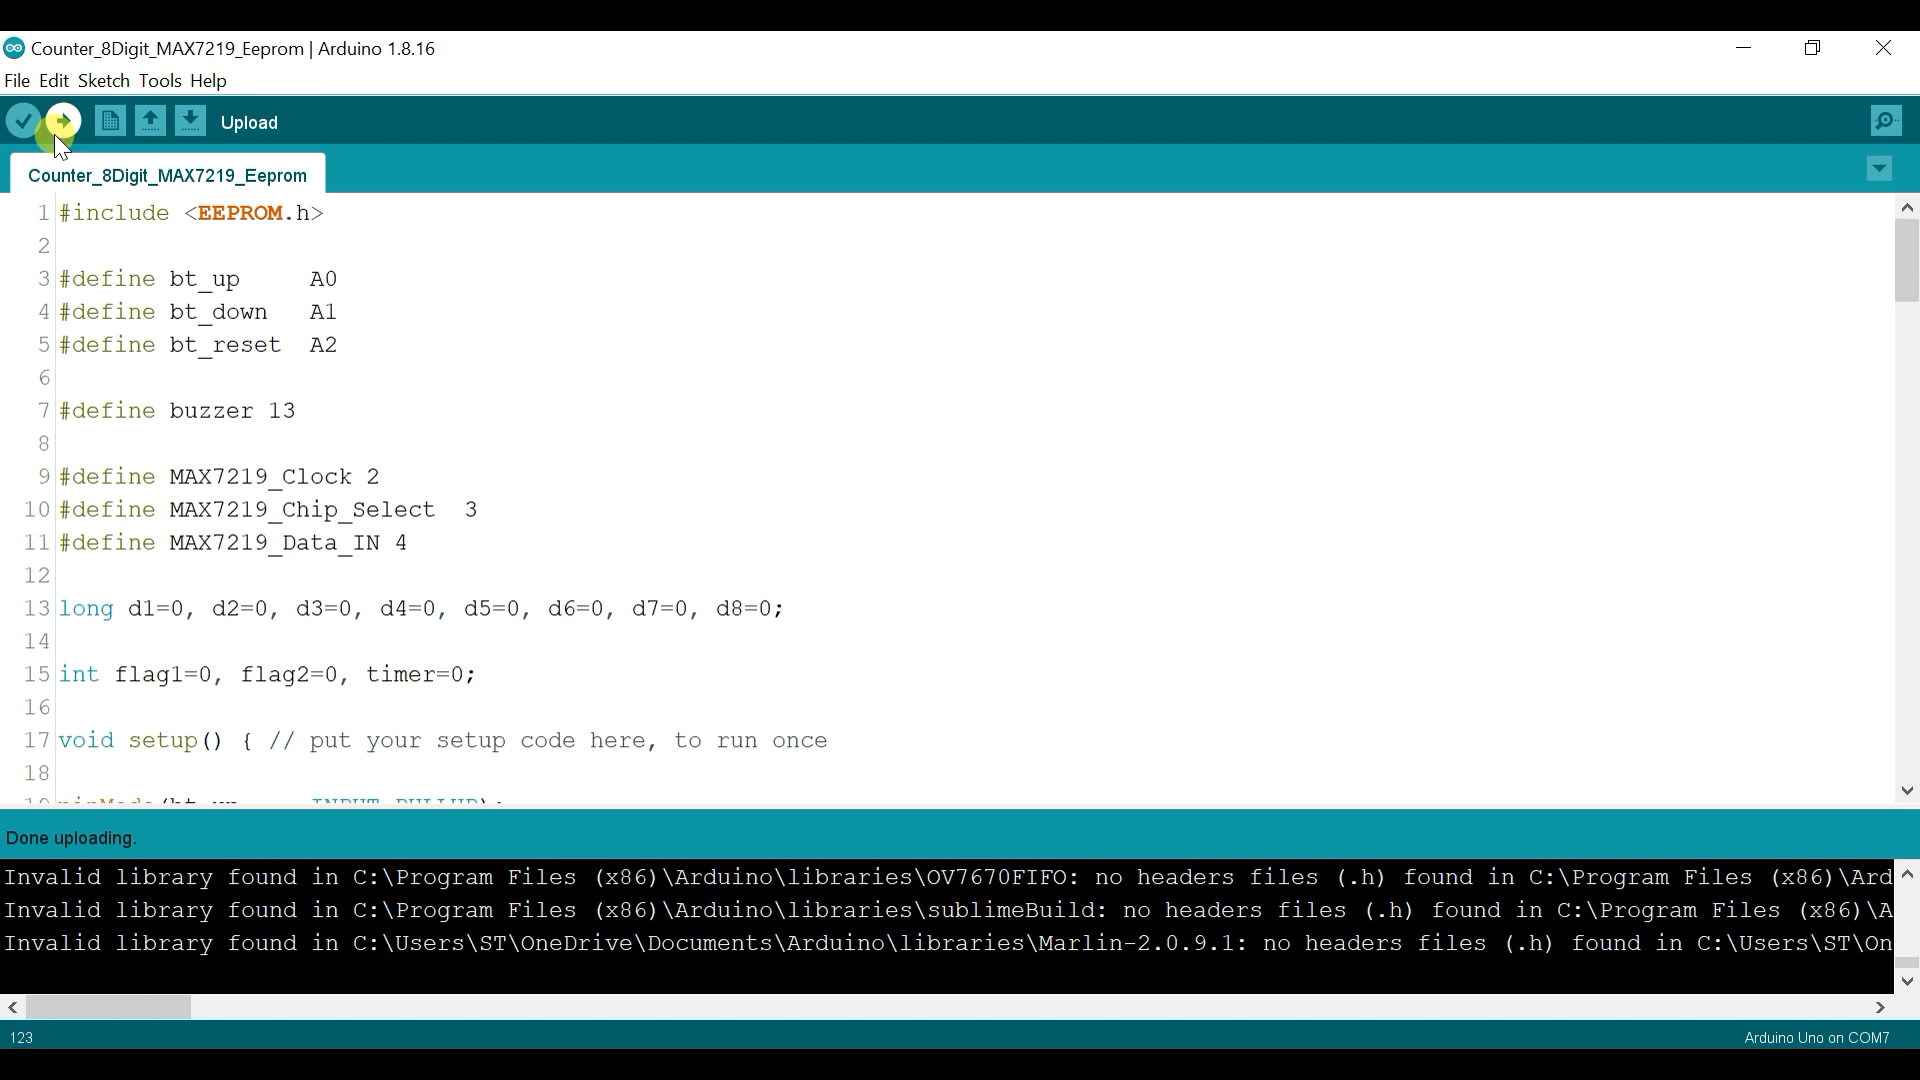 Counter_8Digit_MAX7219_Eeprom | Arduino 1.8.16
File Edit Sketch Tools Help
Upload
Counter_8Digit_MAX7219_Eeprom
1 #include <EEPROM.h>
2
3 #define bt_up     A0
4 #define bt_down   A1
5 #define bt_reset  A2
6
7 #define buzzer 13
8
9 #define MAX7219_Clock 2
10 #define MAX7219_Chip_Select  3
11 #define MAX7219_Data_IN 4
12
13 long d1=0, d2=0, d3=0, d4=0, d5=0, d6=0, d7=0, d8=0;
14
15 int flag1=0, flag2=0, timer=0;
16
17 void setup() { // put your setup code here, to run once
18
Done uploading.
Invalid library found in C:\Program Files (x86)\Arduino\libraries\OV7670FIFO: no headers files (.h) found in C:\Program Files (x86)\Ard
Invalid library found in C:\Program Files (x86)\Arduino\libraries\sublimeBuild: no headers files (.h) found in C:\Program Files (x86)\A
Invalid library found in C:\Users\ST\OneDrive\Documents\Arduino\libraries\Marlin-2.0.9.1: no headers files (.h) found in C:\Users\ST\On
123
Arduino Uno on COM7